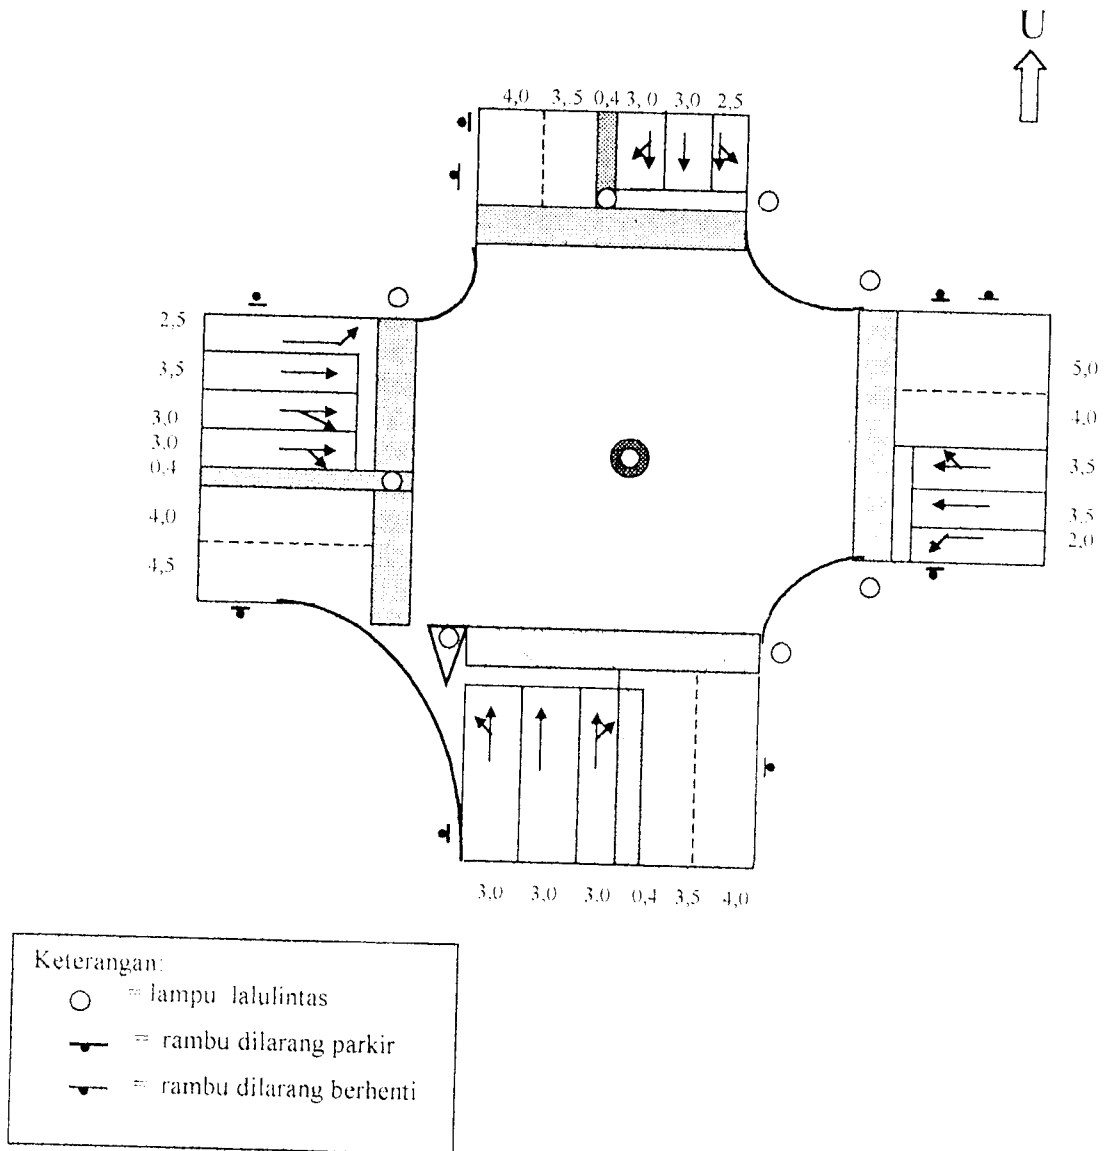 U
4,0 3,.5 0,4 3, 0 3,0 2,5
2,5
3,5
3,0
3,0
0,4
4,0
4,5
5,0
4,0
3,5
3,5
2,0
3,0 3,0 3,0 0,4 3,5 4,0
Keterangan:
= lampu lalulintas
= rambu dilarang parkir
= rambu dilarang berhenti